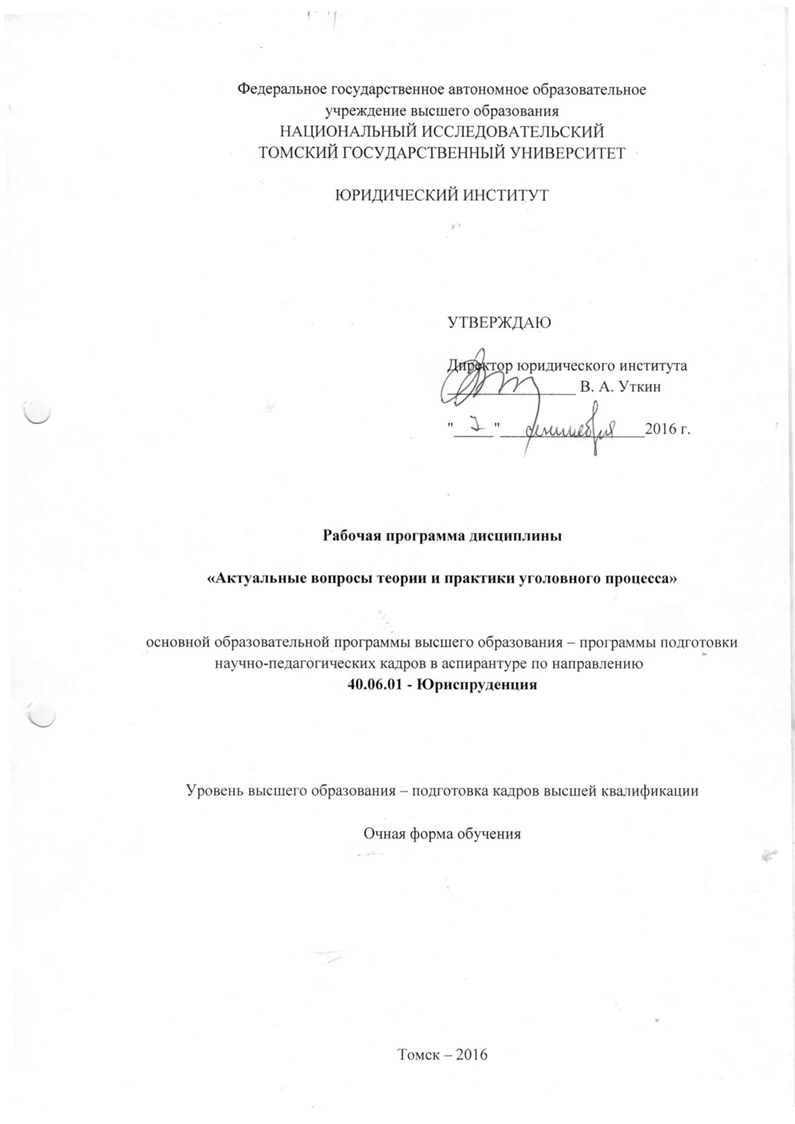 Федеральное государственное автономное образовательное
учреждение высшего образования
НАЦИОНАЛЬНЫЙ ИССЛЕДОВАТЕЛЬСКИЙ
ТОМСКИЙ ГОСУДАРСТВЕННЫЙ УНИВЕРСИТЕТ
ЮРИДИЧЕСКИЙ ИНСТИТУТ
УТВЕРЖДАЮ
Директор юридического института
В. А. Уткин
" " 2016 г.
Рабочая программа дисциплины
«Актуальные вопросы теории и практики уголовного процесса»
основной образовательной программы высшего образования – программы подготовки
научно-педагогических кадров в аспирантуре по направлению
40.06.01 - Юриспруденция
Уровень высшего образования – подготовка кадров высшей квалификации
Очная форма обучения
Томск – 2016